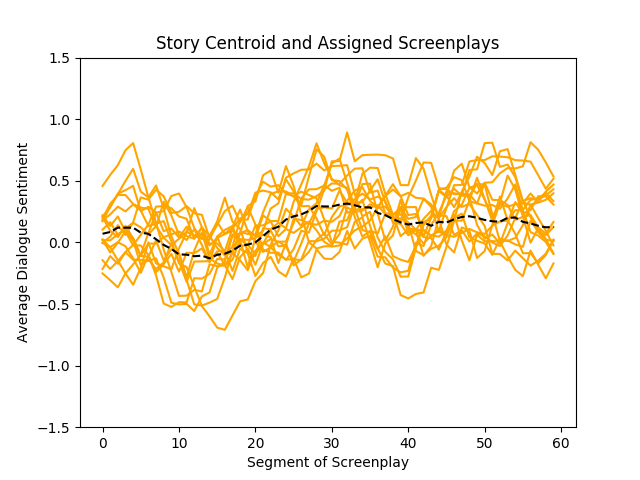 Story Centroid and Assigned Screenplays
1.5
1.0
0.5
0.0
−0.5
−1.0
−1.5
Average Dialogue Sentiment
0 10 20 30 40 50 60
Segment of Screenplay